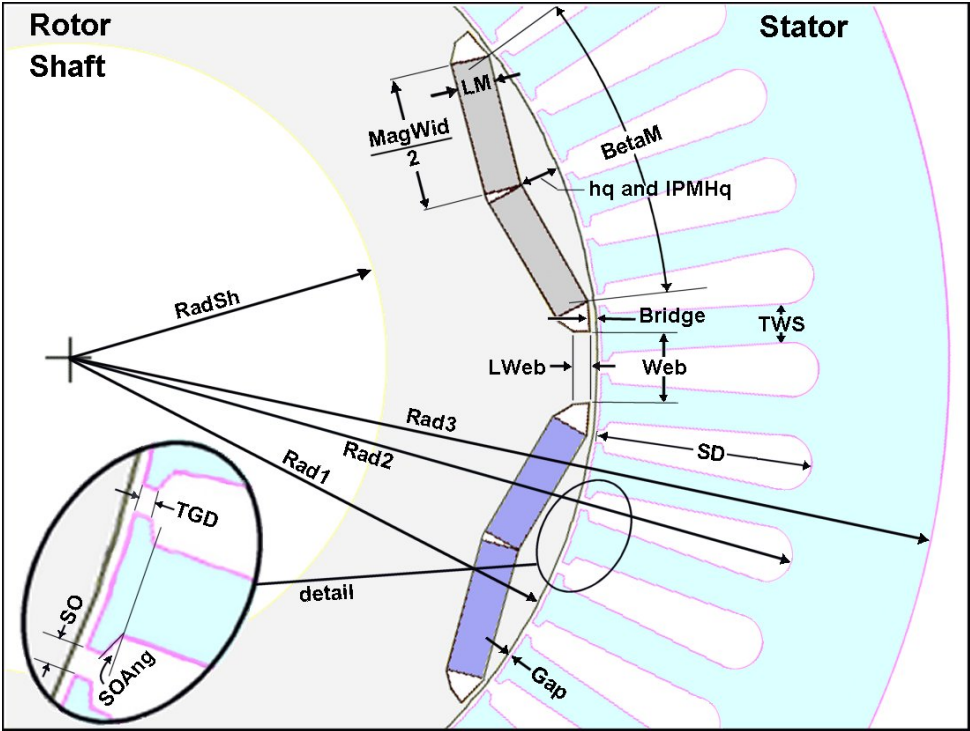 Rotor
Shaft
Stator
LM
MagWid
2
BetaM
hq and IPMHq
RadSh
Bridge
TWS
LWeb
Web
Rad3
Rad2
Rad1
SD
TGD
detail
SO
SOAng
Gap